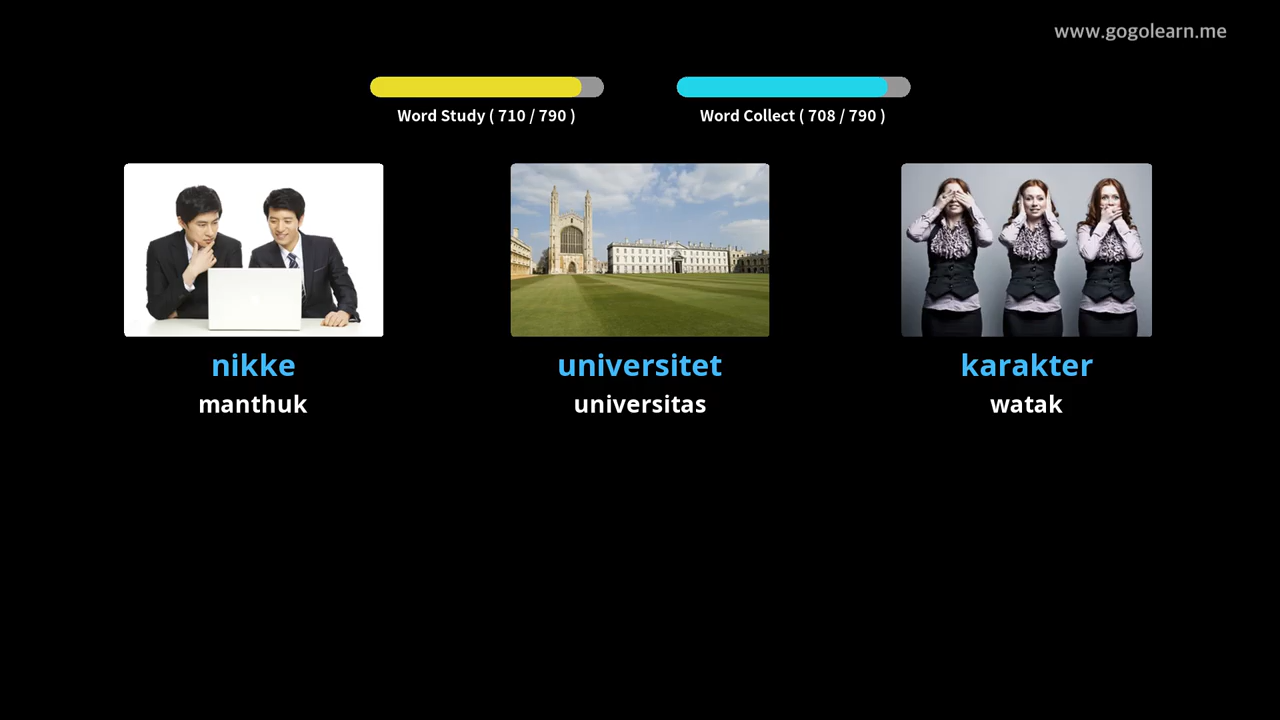 www.gogolearn.me
Word Study ( 710 / 790 )
Word Collect ( 708 / 790 )
nikke
universitet
karakter
manthuk
universitas
watak